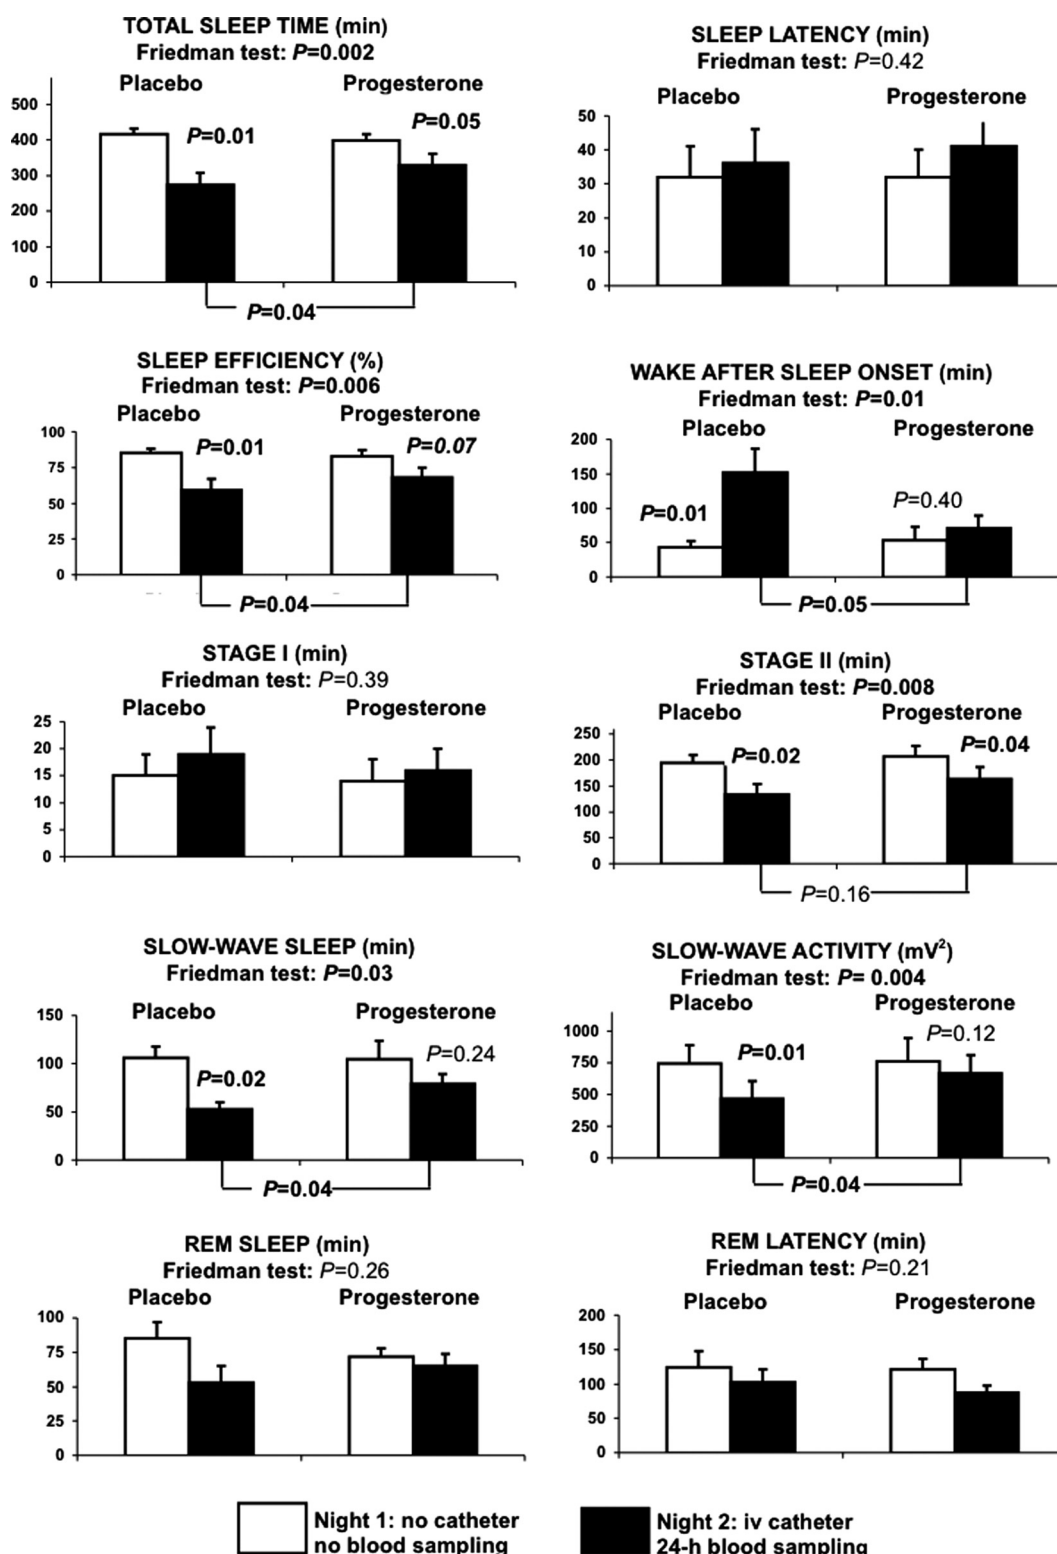 TOTAL SLEEP TIME (min)
Friedman test: P=0.002
Placebo
Progesterone
500
400
300
200
100
0
P=0.01
P=0.05
P=0.04
SLEEP LATENCY (min)
Friedman test: P=0.42
Placebo
Progesterone
50
40
30
20
10
0
SLEEP EFFICIENCY (%)
Friedman test: P=0.006
Placebo
Progesterone
100
75
50
25
0
P=0.01
P=0.07
P=0.04
WAKE AFTER SLEEP ONSET (min)
Friedman test: P=0.01
Placebo
Progesterone
200
150
100
50
0
P=0.01
P=0.40
P=0.05
STAGE I (min)
Friedman test: P=0.39
Placebo
Progesterone
25
20
15
10
5
0
STAGE II (min)
Friedman test: P=0.008
Placebo
Progesterone
250
200
150
100
50
0
P=0.02
P=0.04
P=0.16
SLOW-WAVE SLEEP (min)
Friedman test: P=0.03
Placebo
Progesterone
150
100
50
0
P=0.02
P=0.24
P=0.04
SLOW-WAVE ACTIVITY (mV²)
Friedman test: P= 0.004
Placebo
Progesterone
1000
750
500
250
0
P=0.01
P=0.12
P=0.04
REM SLEEP (min)
Friedman test: P=0.26
Placebo
Progesterone
100
75
50
25
0
REM LATENCY (min)
Friedman test: P=0.21
Placebo
Progesterone
200
150
100
50
0
Night 1: no catheter
no blood sampling
Night 2: iv catheter
24-h blood sampling